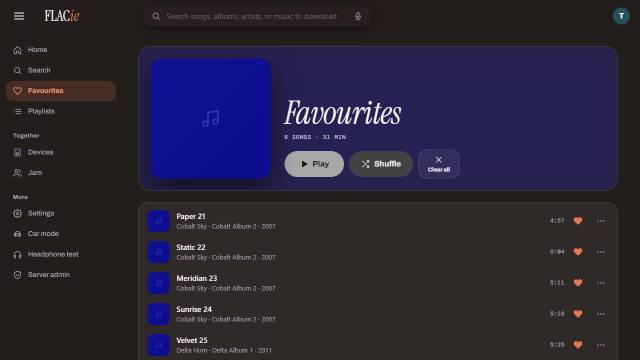 FLACie
Search songs, albums, artists, or music to download
T
Home
Search
Favourites
Playlists
Together
Devices
Jam
More
Settings
Car mode
Headphone test
Server admin
Favourites
6 SONGS · 31 MIN
Play
Shuffle
Clear all
Paper 21
Cobalt Sky · Cobalt Album 2 · 2007
4:57
Static 22
Cobalt Sky · Cobalt Album 2 · 2007
5:04
Meridian 23
Cobalt Sky · Cobalt Album 2 · 2007
5:11
Sunrise 24
Cobalt Sky · Cobalt Album 2 · 2007
5:18
Velvet 25
Delta Hum · Delta Album 1 · 2011
5:25